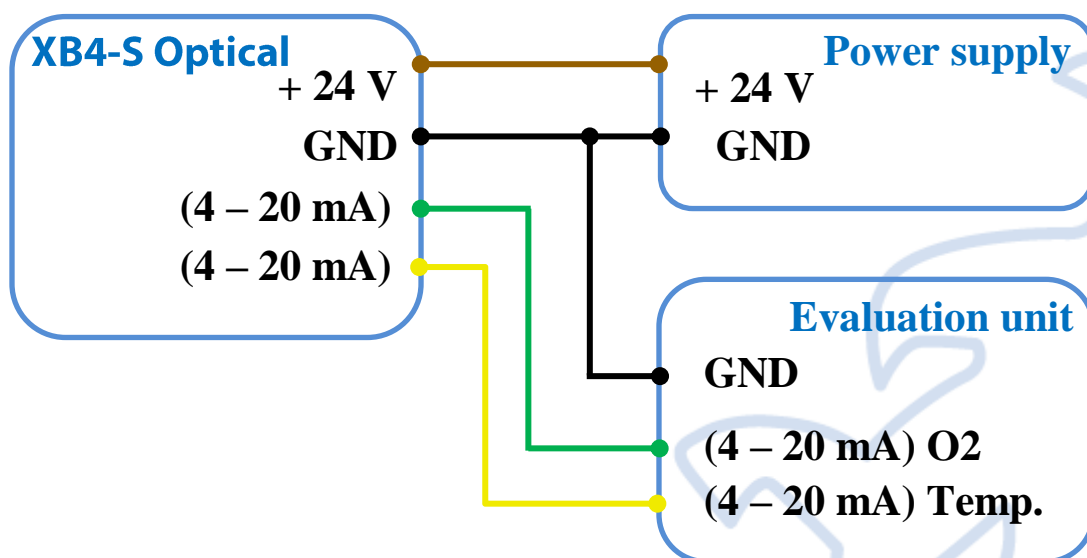 XB4-S Optical
+ 24 V
GND
(4 – 20 mA)
(4 – 20 mA)
Power supply
+ 24 V
GND
Evaluation unit
GND
(4 – 20 mA) O2
(4 – 20 mA) Temp.